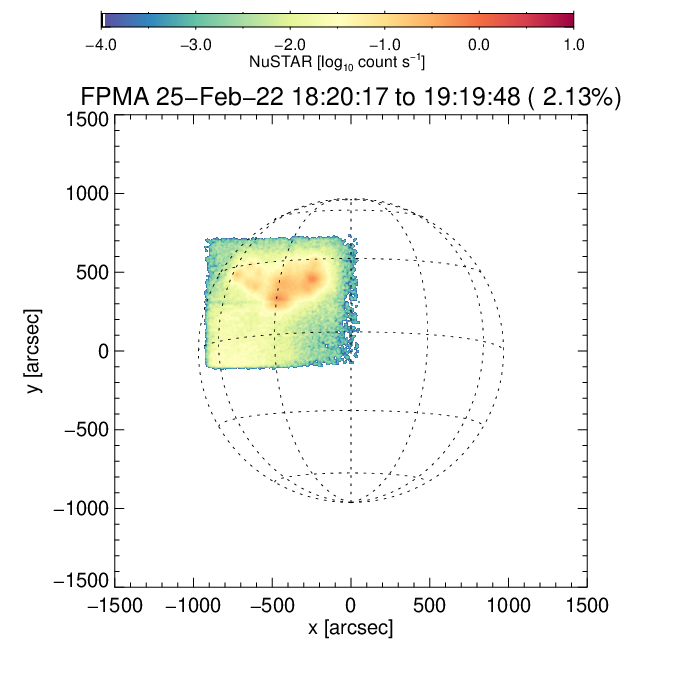 −4.0 −3.0 −2.0 −1.0 0.0 1.0
NuSTAR [log10 count s−1]
FPMA 25−Feb−22 18:20:17 to 19:19:48 ( 2.13%)
1500
1000
500
0
−500
−1000
−1500
y [arcsec]
−1500 −1000 −500 0 500 1000 1500
x [arcsec]